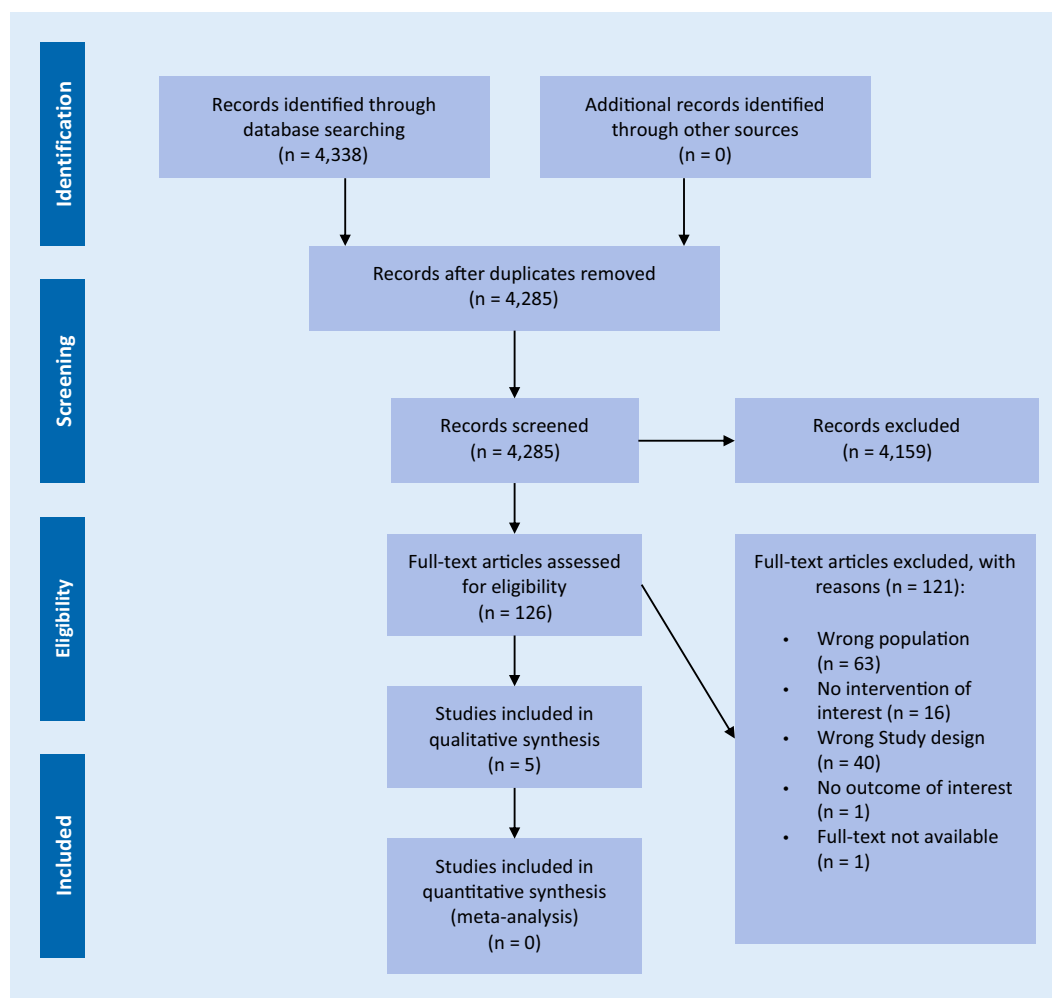 Identification
Records identified through
database searching
(n = 4,338)
Additional records identified
through other sources
(n = 0)
Records after duplicates removed
(n = 4,285)
Screening
Records screened
(n = 4,285)
Records excluded
(n = 4,159)
Eligibility
Full-text articles assessed
for eligibility
(n = 126)
Full-text articles excluded, with
reasons (n = 121):
• Wrong population
(n = 63)
• No intervention of
interest (n = 16)
• Wrong Study design
(n = 40)
• No outcome of interest
(n = 1)
• Full-text not available
(n = 1)
Studies included in
qualitative synthesis
(n = 5)
Included
Studies included in
quantitative synthesis
(meta-analysis)
(n = 0)